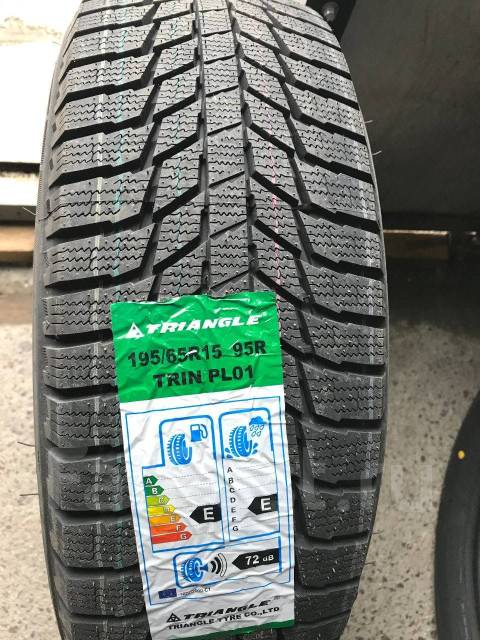 TRIANGLE
195/65R15 95R
TRIN PL01
A
B
C
D
E
F
G
E
A
B
C
D
E
F
G
E
72 dB
TRIANGLE
TRIANGLE TYRE CO.,LTD